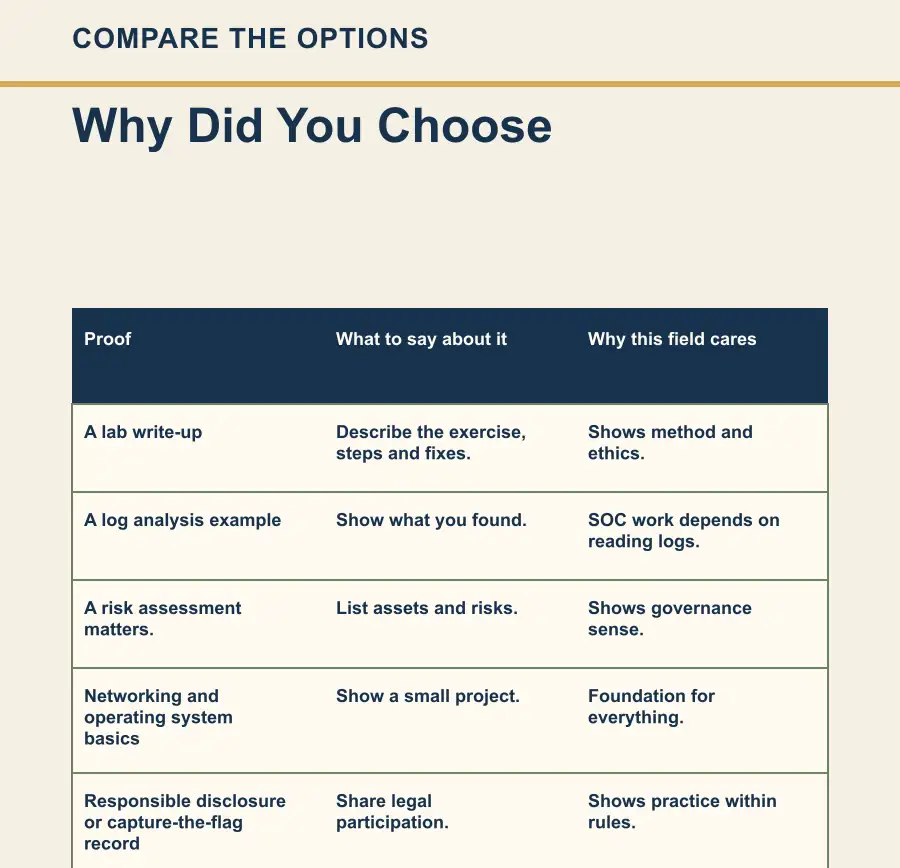 COMPARE THE OPTIONS
Why Did You Choose
Proof
What to say about it
Why this field cares
A lab write-up
Describe the exercise,
steps and fixes.
Shows method and
ethics.
A log analysis example
Show what you found.
SOC work depends on
reading logs.
A risk assessment
matters.
List assets and risks.
Shows governance
sense.
Networking and
operating system
basics
Show a small project.
Foundation for
everything.
Responsible disclosure
or capture-the-flag
record
Share legal
participation.
Shows practice within
rules.